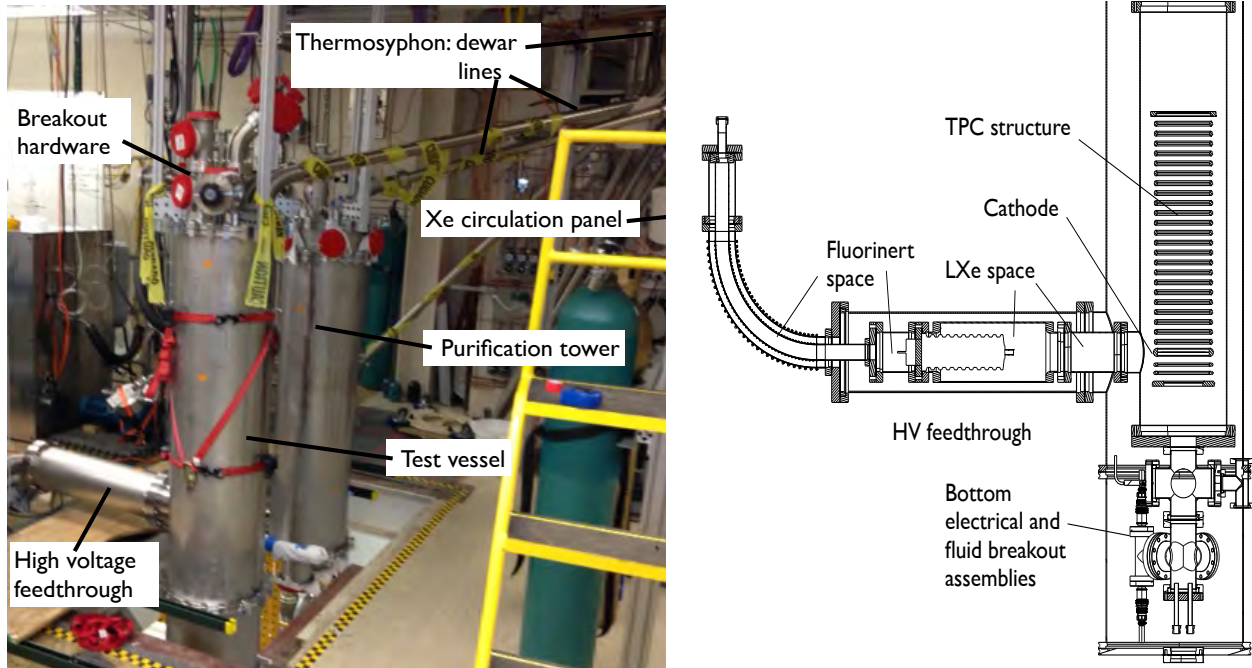 Thermosyphon: dewar
lines
Breakout
hardware
Xe circulation panel
Purification tower
Test vessel
High voltage
feedthrough
TPC structure
Cathode
Fluorinert
space
LXe space
HV feedthrough
Bottom
electrical and
fluid breakout
assemblies
CAUTION